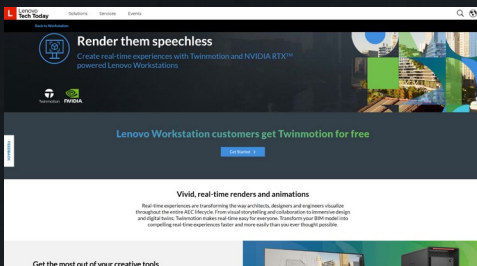 Lenovo
Tech Today
Solutions
Services
Events
Back to Workstation
Render them speechless
Create real-time experiences with Twinmotion and NVIDIA RTX™
powered Lenovo Workstations
Twinmotion
NVIDIA
Lenovo Workstation customers get Twinmotion for free
Get Started >
Vivid, real-time renders and animations
Real-time experiences are transforming the way architects, designers and engineers visualize
throughout the entire AEC lifecycle. From visual storytelling and collaboration to immersive design
and digital twins, Twinmotion makes real-time easy for everyone. Transform your BIM model into
compelling real-time experiences faster and more easily than you ever thought possible.
Get the most out of your creative tools